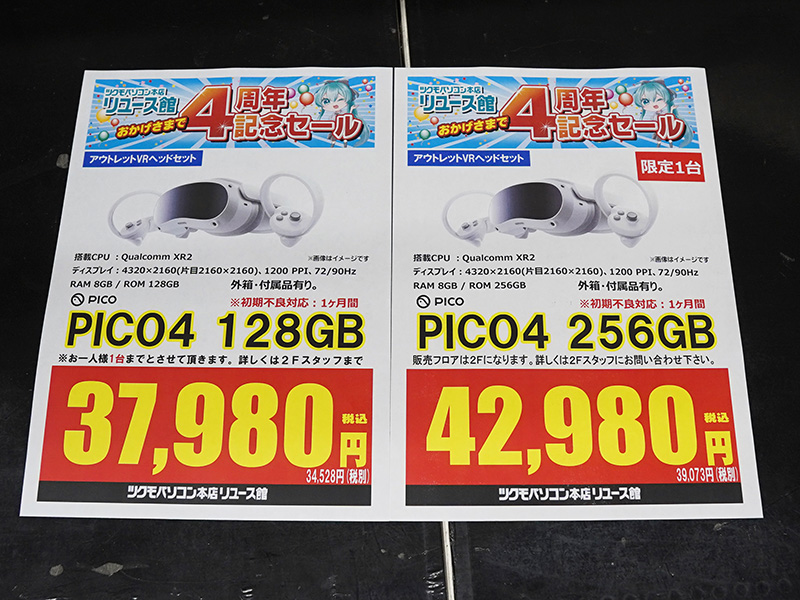 ツクモパソコン本店
リユース館
おかげさまで
4周年
記念セール
アウトレットVRヘッドセット
※画像はイメージです
搭載CPU ：Qualcomm XR2
ディスプレイ：4320×2160(片目2160×2160)、1200 PPI、72/90Hz
RAM 8GB / ROM 128GB 外箱・付属品有り。
PICO ※初期不良対応：1ヶ月間
PICO4 128GB
※お一人様1台までとさせて頂きます。詳しくは２Ｆスタッフまで
37,980円 税込
34,528円(税別)
ツクモパソコン本店リユース館
ツクモパソコン本店
リユース館
おかげさまで
4周年
記念セール
アウトレットVRヘッドセット
限定1台
※画像はイメージです
搭載CPU ：Qualcomm XR2
ディスプレイ：4320×2160(片目2160×2160)、1200 PPI、72/90Hz
RAM 8GB / ROM 256GB 外箱・付属品有り。
PICO ※初期不良対応：1ヶ月間
PICO4 256GB
販売フロアは2Fになります。詳しくは2Fスタッフにお問い合わせ下さい。
42,980円 税込
39,073円(税別)
ツクモパソコン本店リユース館